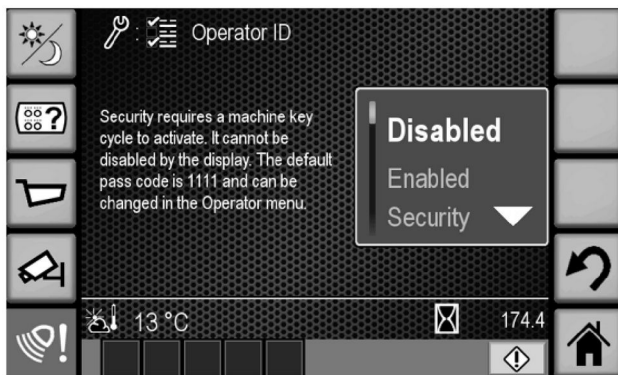 : Operator ID
Security requires a machine key
cycle to activate. It cannot be
disabled by the display. The default
pass code is 1111 and can be
changed in the Operator menu.
Disabled
Enabled
Security
?
13 °C
174.4
!
!